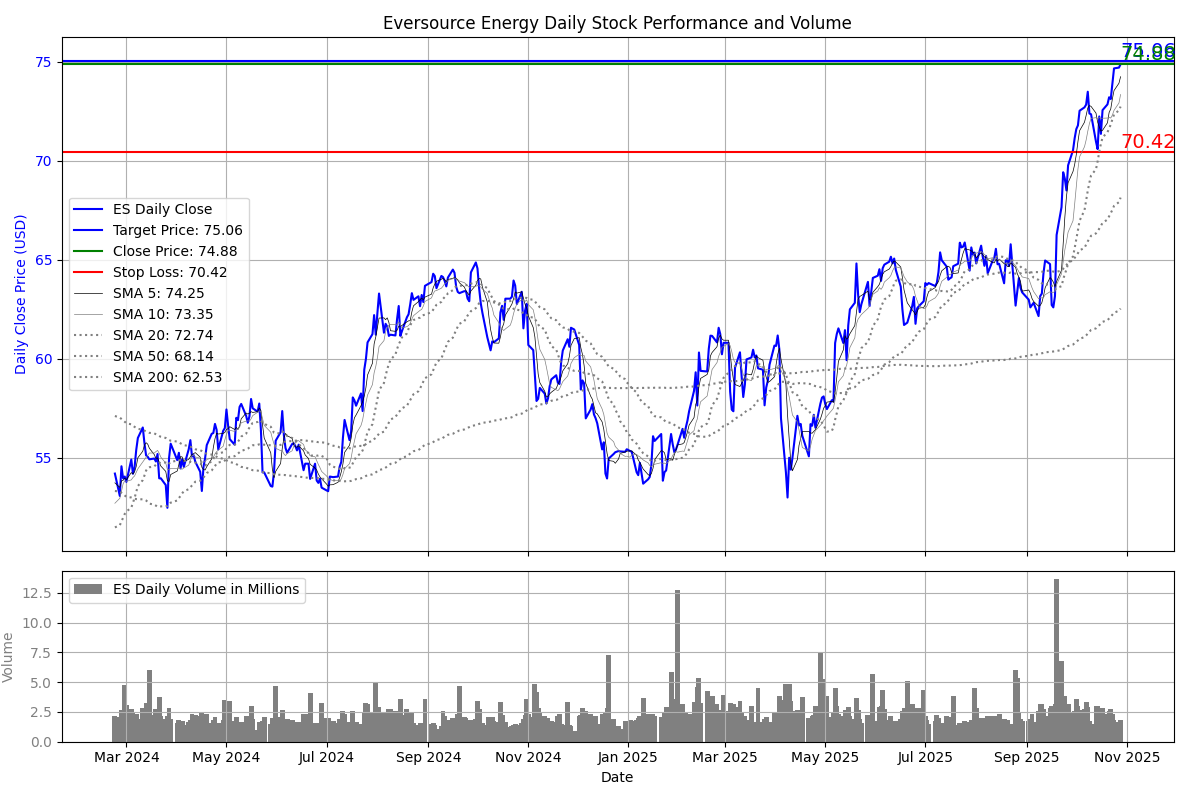 Eversource Energy Daily Stock Performance and Volume
75.06
74.88
70.42
75
70
65
60
55
Daily Close Price (USD)
ES Daily Close
Target Price: 75.06
Close Price: 74.88
Stop Loss: 70.42
SMA 5: 74.25
SMA 10: 73.35
SMA 20: 72.74
SMA 50: 68.14
SMA 200: 62.53
ES Daily Volume in Millions
12.5
10.0
7.5
5.0
2.5
0.0
Volume
Mar 2024 May 2024 Jul 2024 Sep 2024 Nov 2024 Jan 2025 Mar 2025 May 2025 Jul 2025 Sep 2025 Nov 2025
Date